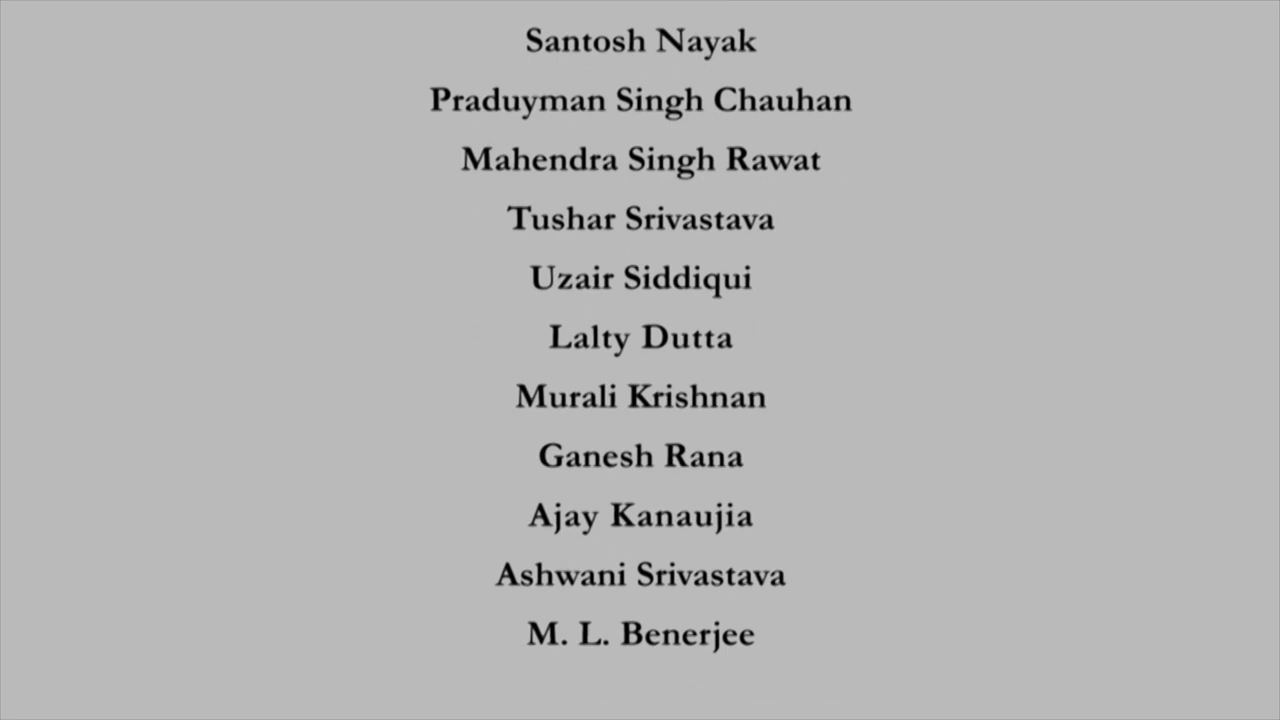 Santosh Nayak
Praduyman Singh Chauhan
Mahendra Singh Rawat
Tushar Srivastava
Uzair Siddiqui
Lalty Dutta
Murali Krishnan
Ganesh Rana
Ajay Kanaujia
Ashwani Srivastava
M. L. Benerjee